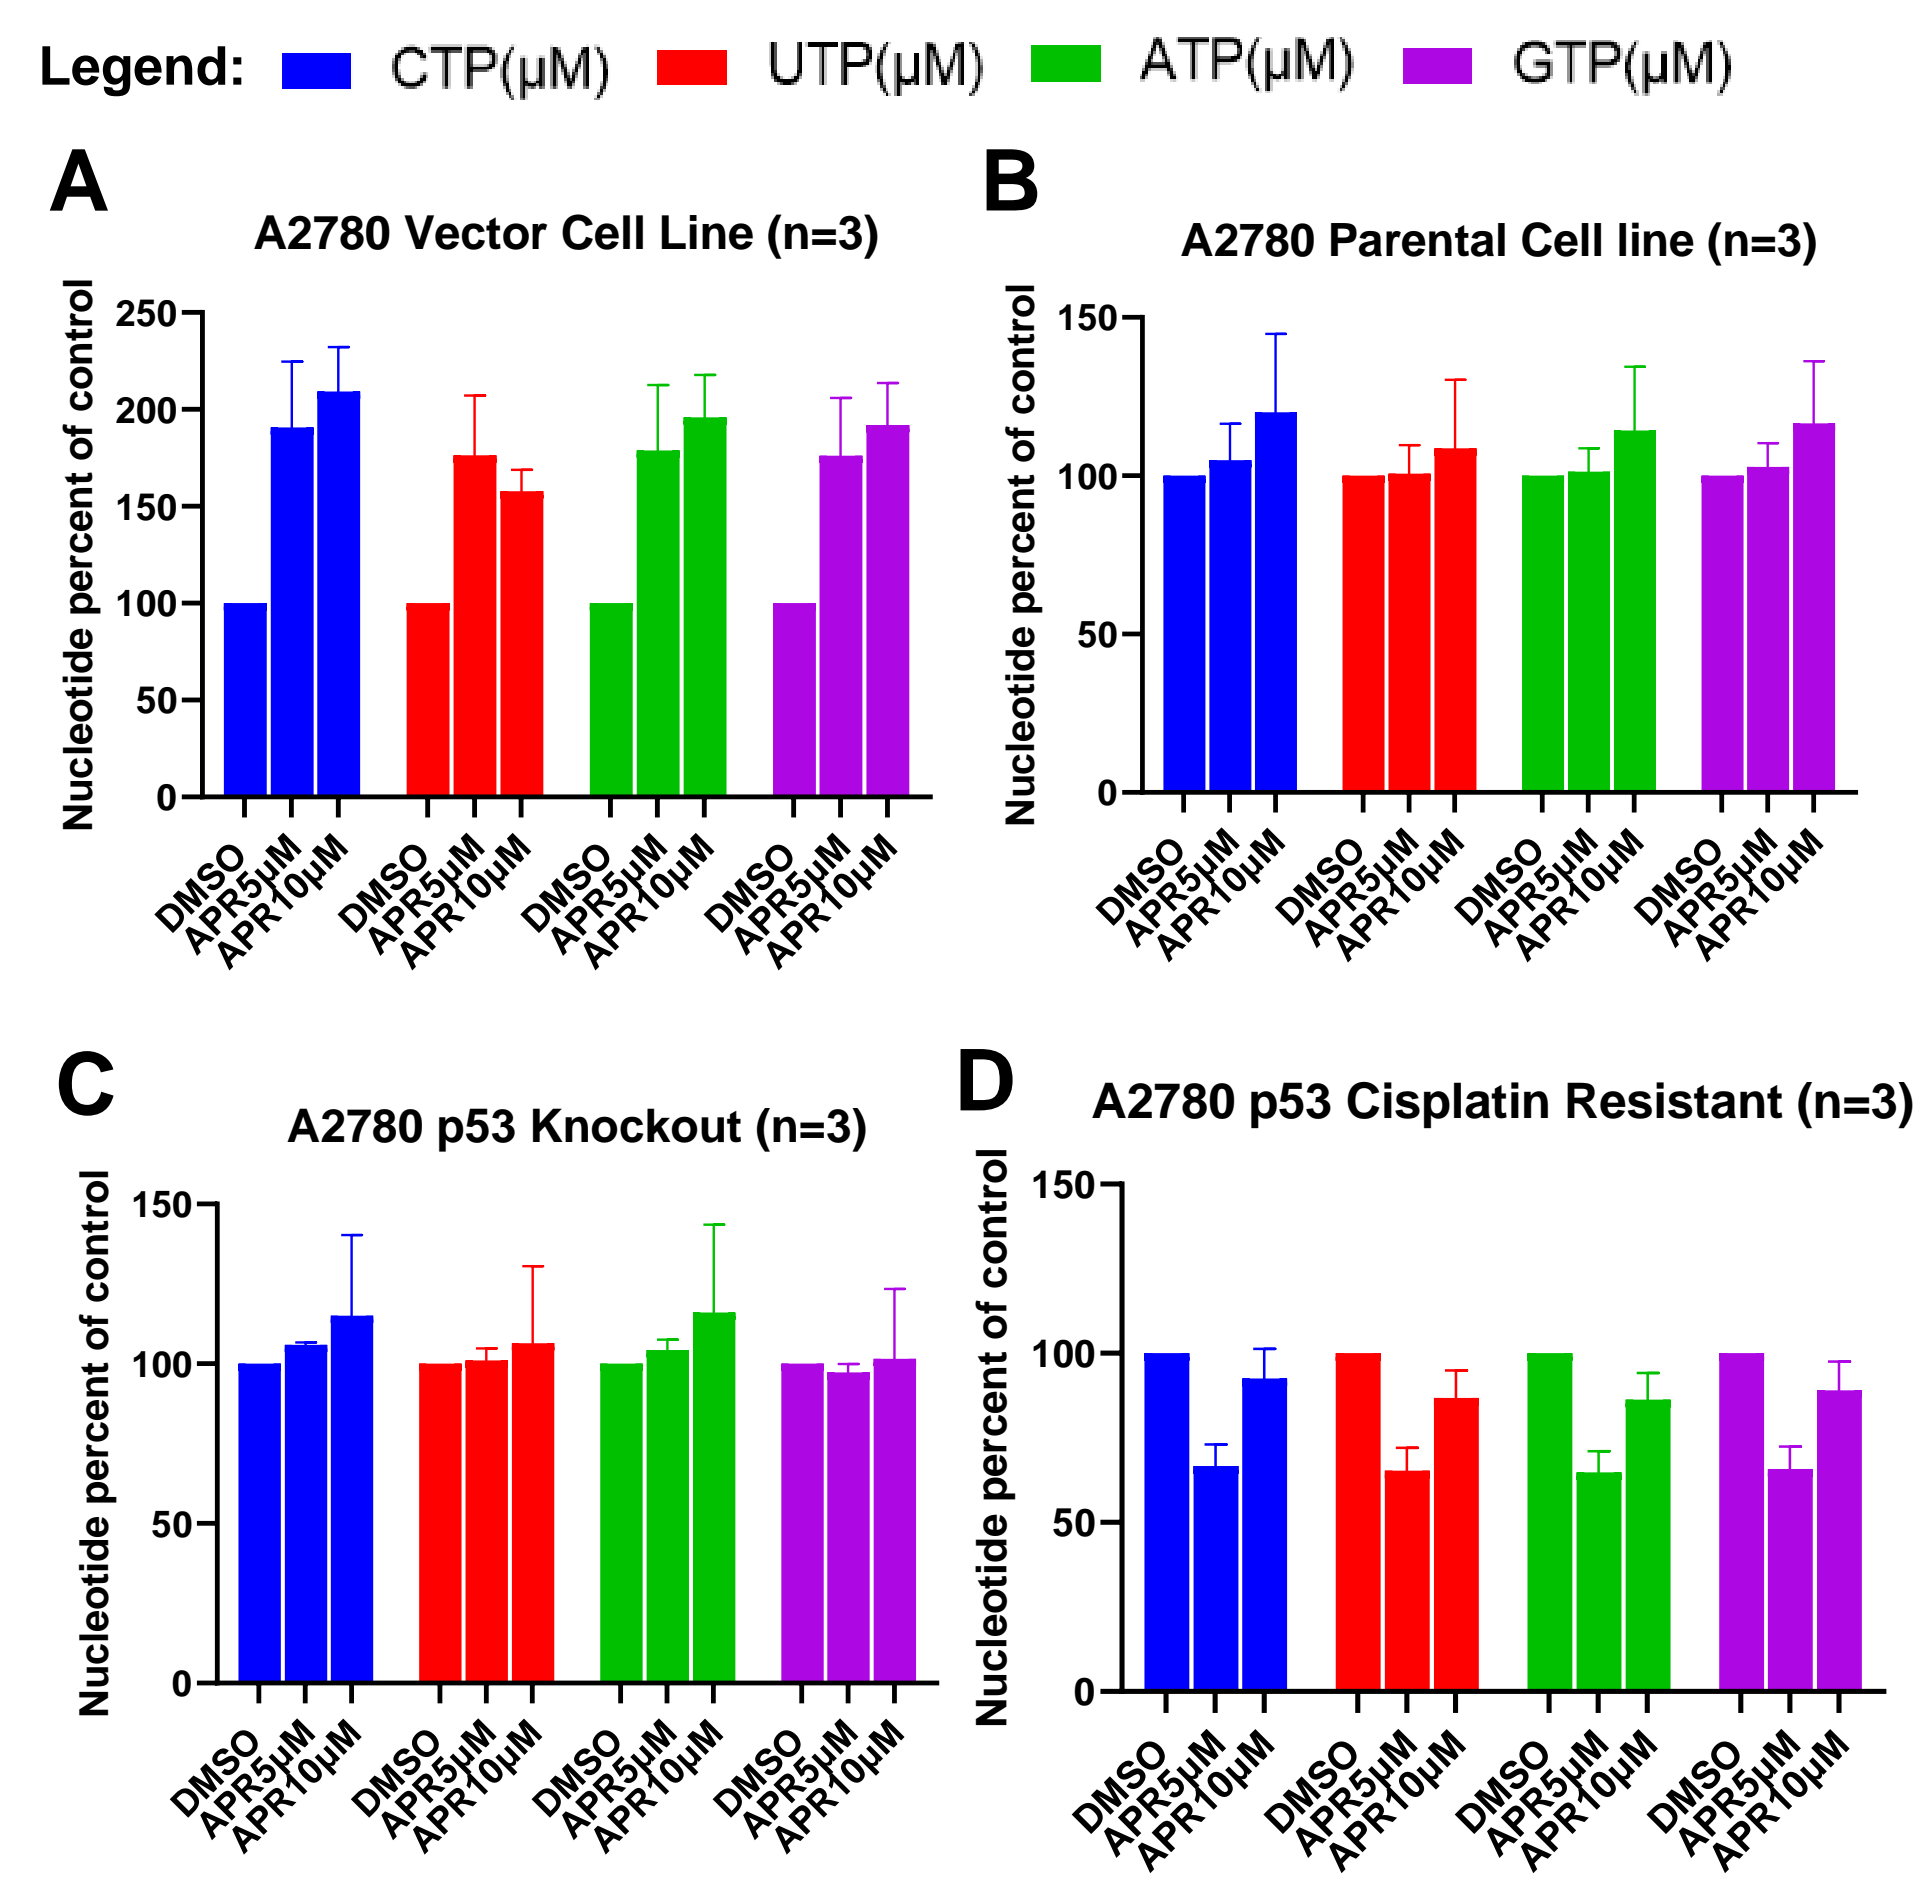 Legend: CTP(µM) UTP(µM) ATP(µM) GTP(µM)
A
A2780 Vector Cell Line (n=3)
Nucleotide percent of control
250
200
150
100
50
0
DMSO APR5µM APR10µM DMSO APR5µM APR10µM DMSO APR5µM APR10µM DMSO APR5µM APR10µM
B
A2780 Parental Cell line (n=3)
Nucleotide percent of control
150
100
50
0
DMSO APR5µM APR10µM DMSO APR5µM APR10µM DMSO APR5µM APR10µM DMSO APR5µM APR10µM
C
A2780 p53 Knockout (n=3)
Nucleotide percent of control
150
100
50
0
DMSO APR5µM APR10µM DMSO APR5µM APR10µM DMSO APR5µM APR10µM DMSO APR5µM APR10µM
D
A2780 p53 Cisplatin Resistant (n=3)
Nucleotide percent of control
150
100
50
0
DMSO APR5µM APR10µM DMSO APR5µM APR10µM DMSO APR5µM APR10µM DMSO APR5µM APR10µM